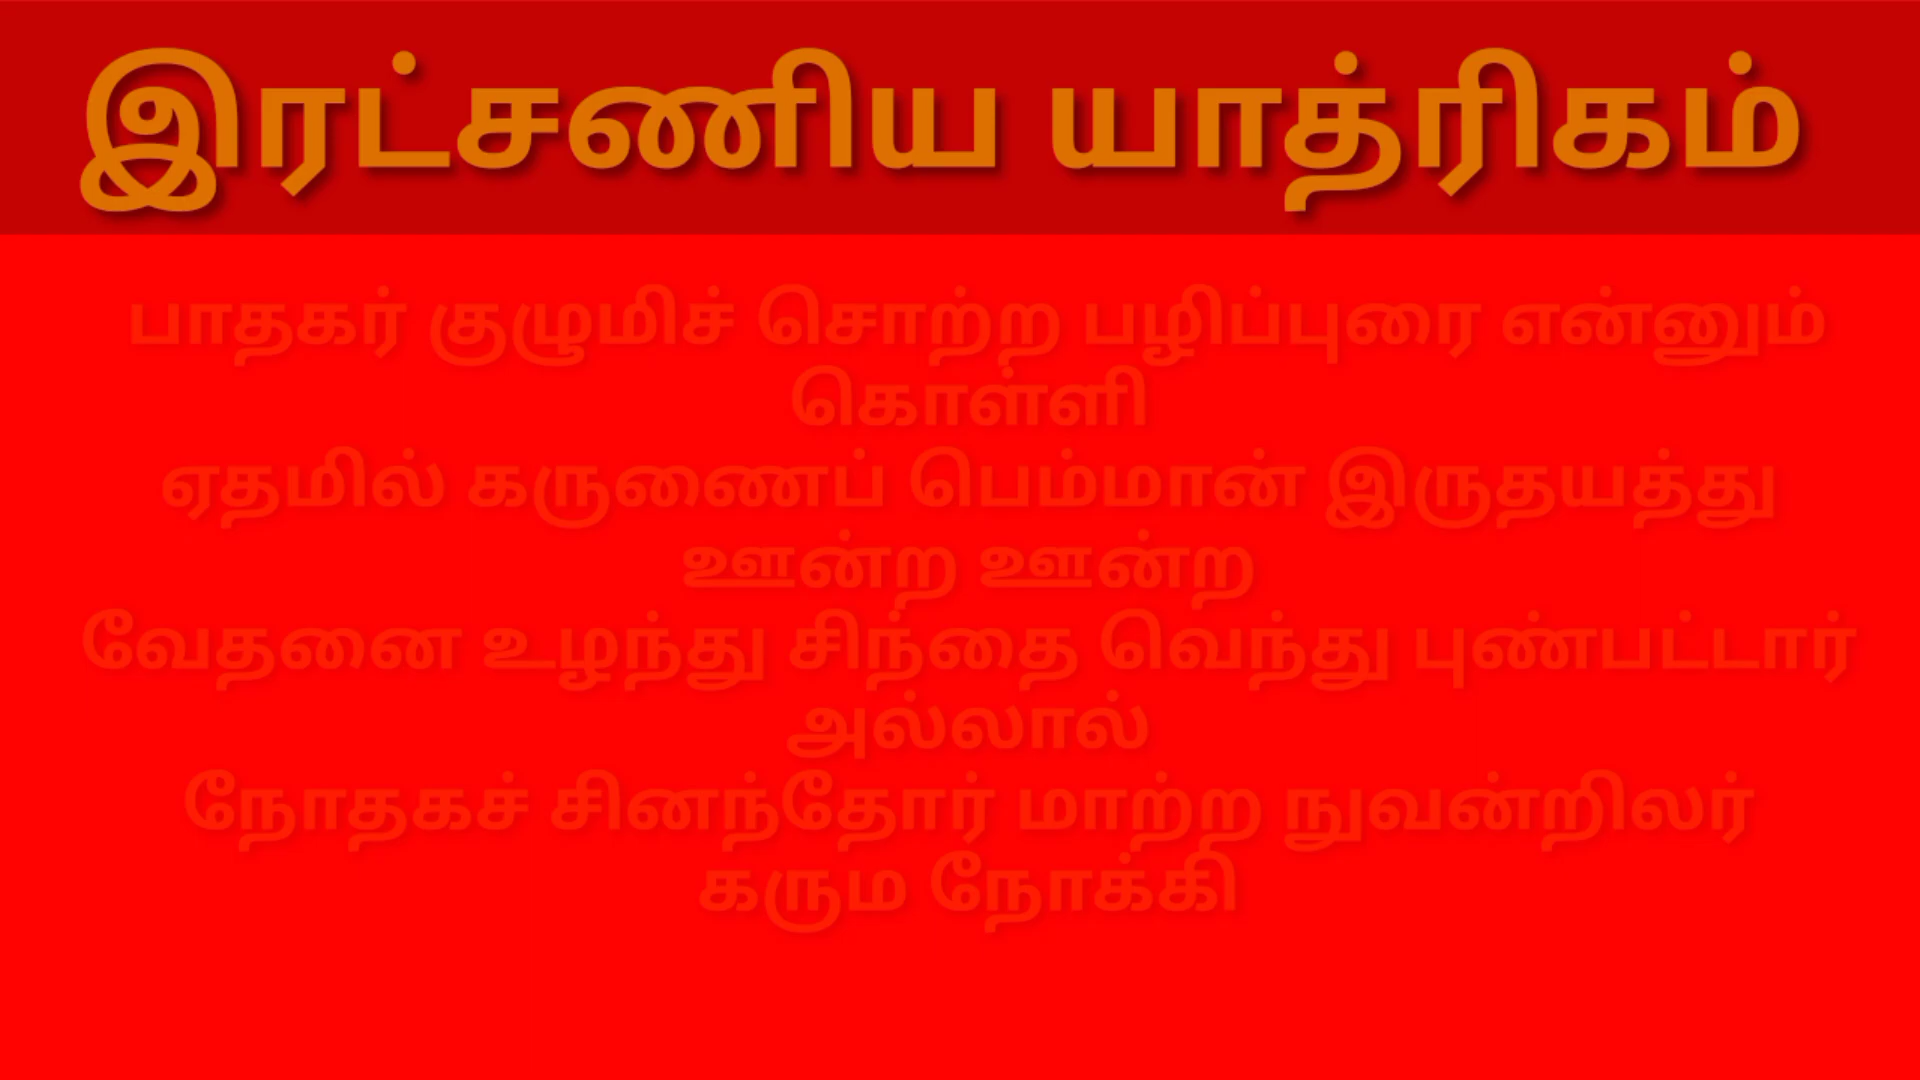 இரட்சணிய யாத்ரிகம்
பாதகர் குழுமிச் சொற்ற பழிப்புரை என்னும்
கொள்ளி
ஏதமில் கருணைப் பெம்மான் இருதயத்து
ஊன்ற ஊன்ற
வேதனை உழந்து சிந்தை வெந்து புண்பட்டார்
அல்லால்
நோதகச் சினந்தோர் மாற்ற நுவன்றிலர்
கரும நோக்கி